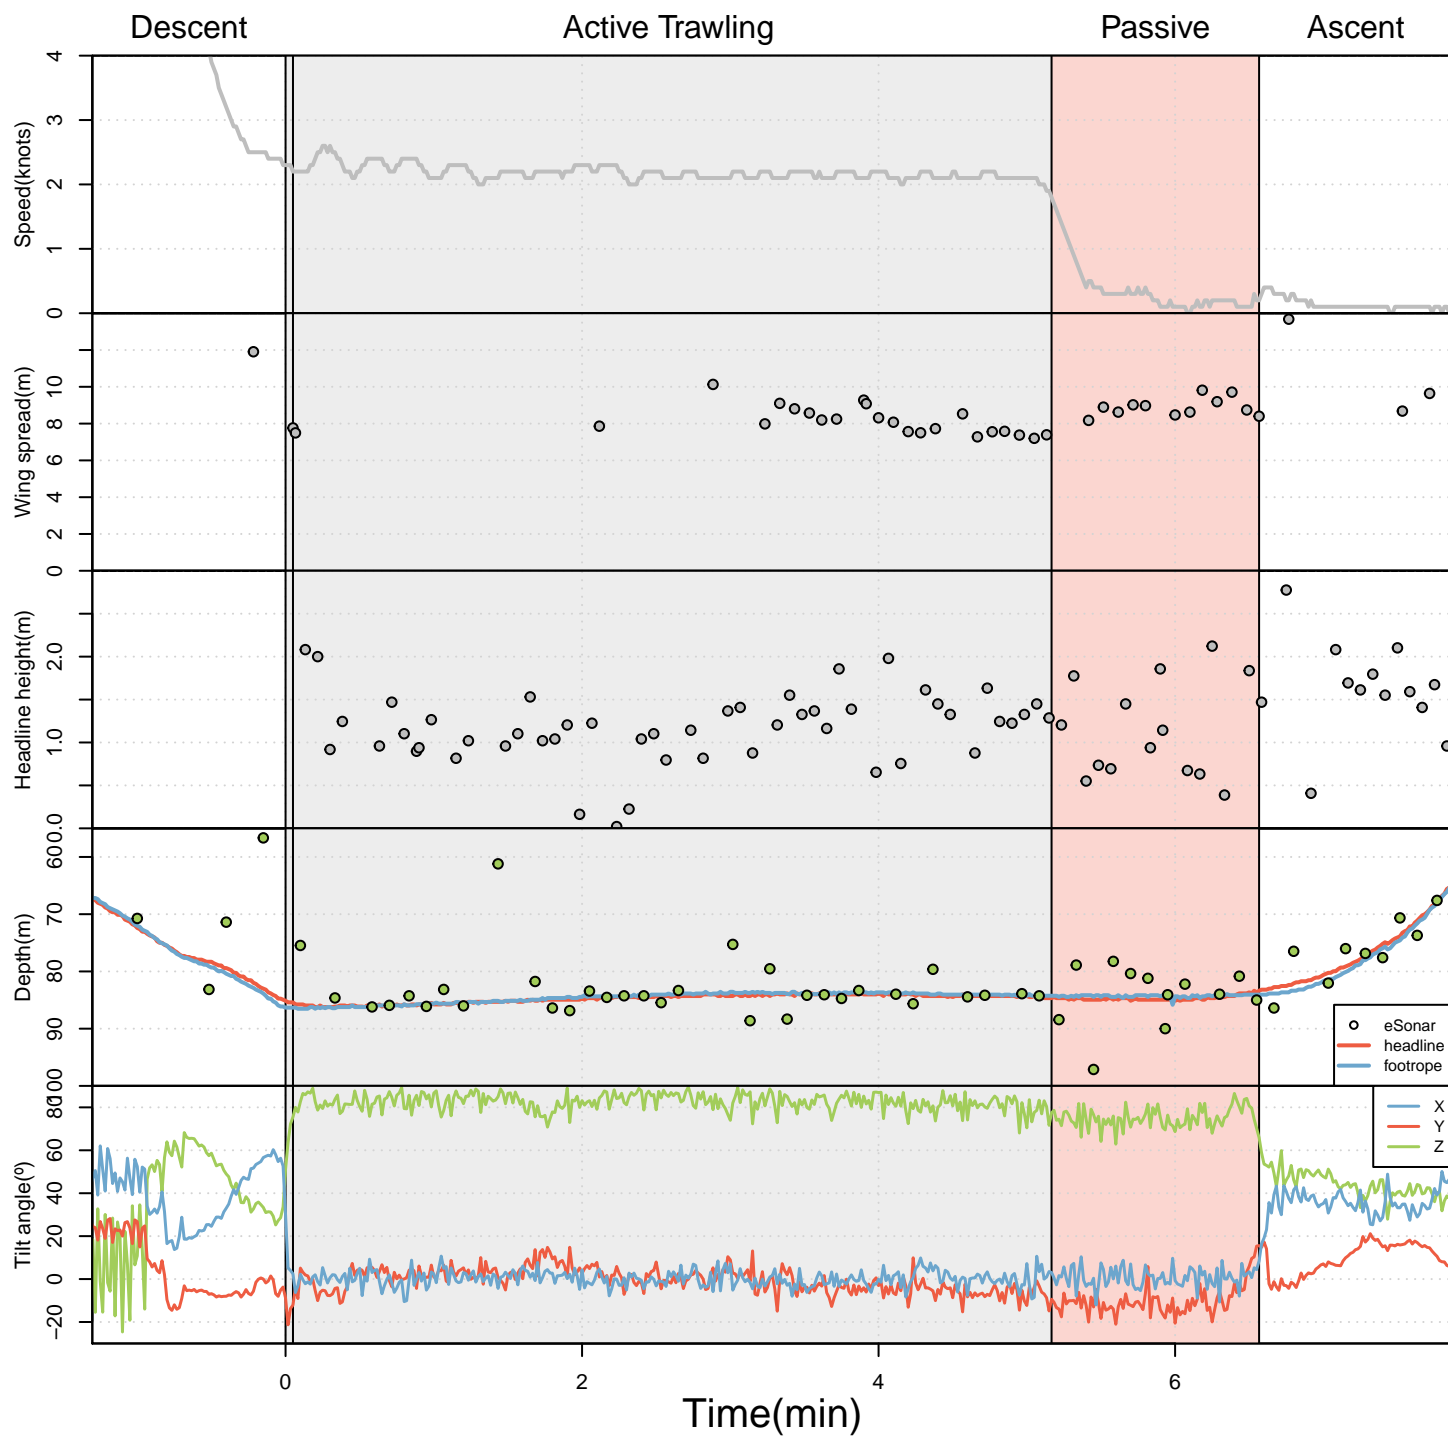 Descent Active Trawling Passive Ascent
Speed(knots)
4
3
2
1
0
Wing spread(m)
10
8
6
4
2
0
Headline height(m)
2.0
1.0
0.0
Depth(m)
60
70
80
90
eSonar
headline
footrope
Tilt angle(º)
80
60
40
20
0
−20
X
Y
Z
0 2 4 6
Time(min)